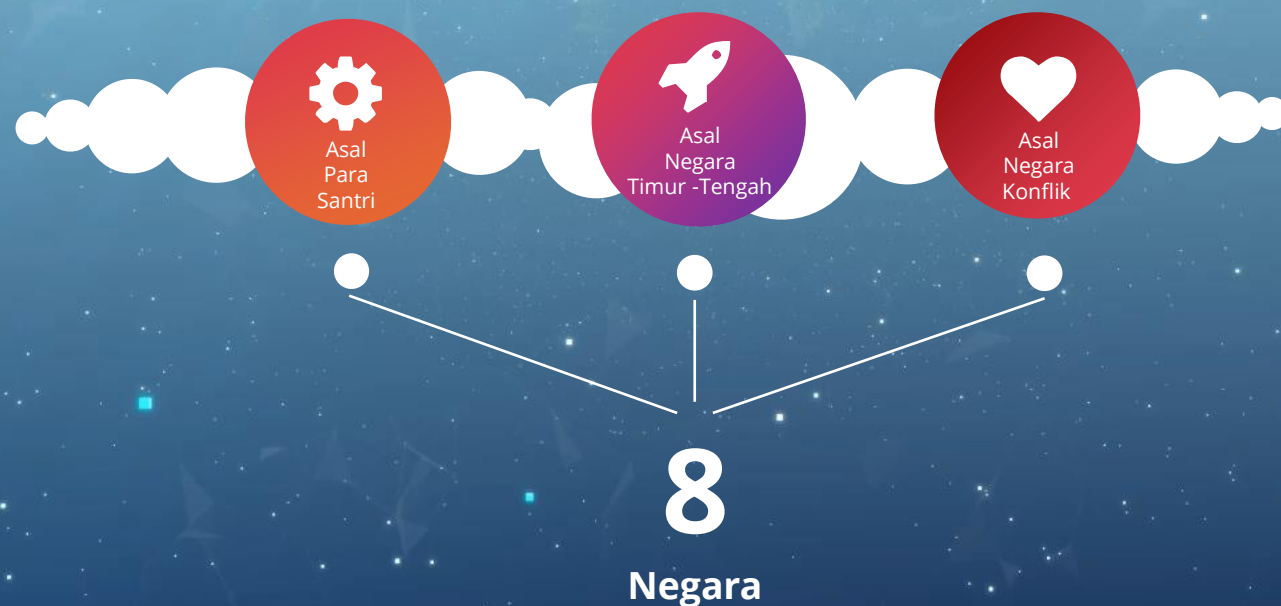 Asal
Para
Santri
Asal
Negara
Timur -Tengah
Asal
Negara
Konflik
8
Negara